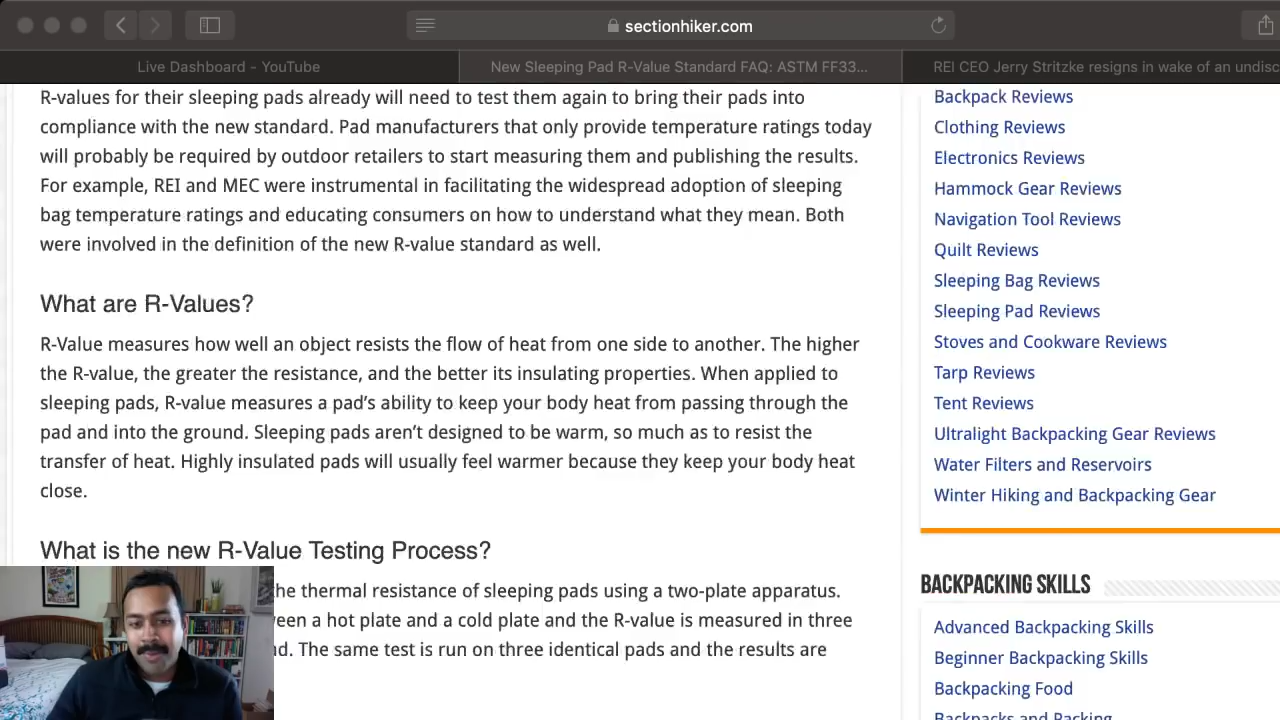 sectionhiker.com
Live Dashboard - YouTube
New Sleeping Pad R-Value Standard FAQ: ASTM FF33...
REI CEO Jerry Stritzke resigns in wake of an undisc
R-values for their sleeping pads already will need to test them again to bring their pads into
compliance with the new standard. Pad manufacturers that only provide temperature ratings today
will probably be required by outdoor retailers to start measuring them and publishing the results.
For example, REI and MEC were instrumental in facilitating the widespread adoption of sleeping
bag temperature ratings and educating consumers on how to understand what they mean. Both
were involved in the definition of the new R-value standard as well.
What are R-Values?
R-Value measures how well an object resists the flow of heat from one side to another. The higher
the R-value, the greater the resistance, and the better its insulating properties. When applied to
sleeping pads, R-value measures a pad’s ability to keep your body heat from passing through the
pad and into the ground. Sleeping pads aren’t designed to be warm, so much as to resist the
transfer of heat. Highly insulated pads will usually feel warmer because they keep your body heat
close.
What is the new R-Value Testing Process?
the thermal resistance of sleeping pads using a two-plate apparatus.
een a hot plate and a cold plate and the R-value is measured in three
d. The same test is run on three identical pads and the results are
Backpack Reviews
Clothing Reviews
Electronics Reviews
Hammock Gear Reviews
Navigation Tool Reviews
Quilt Reviews
Sleeping Bag Reviews
Sleeping Pad Reviews
Stoves and Cookware Reviews
Tarp Reviews
Tent Reviews
Ultralight Backpacking Gear Reviews
Water Filters and Reservoirs
Winter Hiking and Backpacking Gear
BACKPACKING SKILLS
Advanced Backpacking Skills
Beginner Backpacking Skills
Backpacking Food
Backpacks and Packing